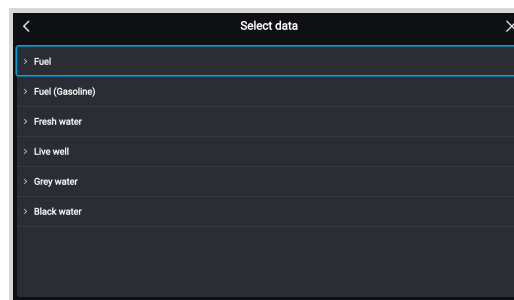 Select data
Fuel
Fuel (Gasoline)
Fresh water
Live well
Grey water
Black water